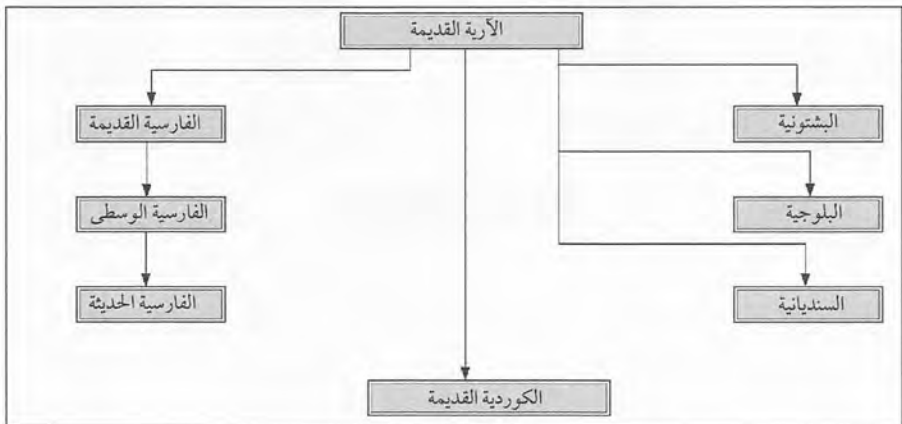 الآرية القديمة
البشتونية
الفارسية القديمة
البلوجية
الفارسية الوسطى
السنديانية
الفارسية الحديثة
الكوردية القديمة